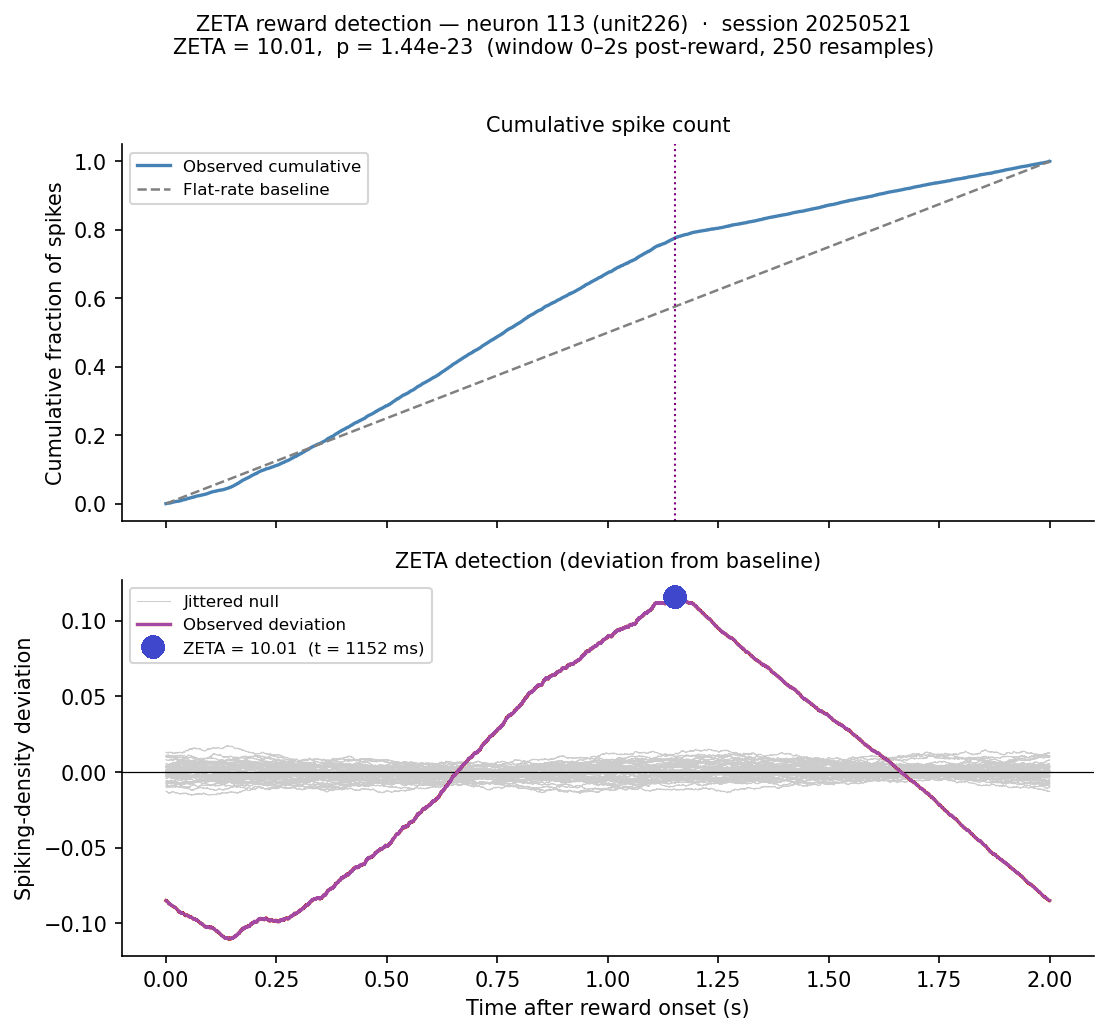 ZETA reward detection — neuron 113 (unit226)  ·  session 20250521
ZETA = 10.01,  p = 1.44e-23  (window 0–2s post-reward, 250 resamples)
Cumulative spike count
Observed cumulative
Flat-rate baseline
Cumulative fraction of spikes
1.0
0.8
0.6
0.4
0.2
0.0
ZETA detection (deviation from baseline)
Jittered null
Observed deviation
ZETA = 10.01  (t = 1152 ms)
Spiking-density deviation
0.10
0.05
0.00
−0.05
−0.10
0.00 0.25 0.50 0.75 1.00 1.25 1.50 1.75 2.00
Time after reward onset (s)